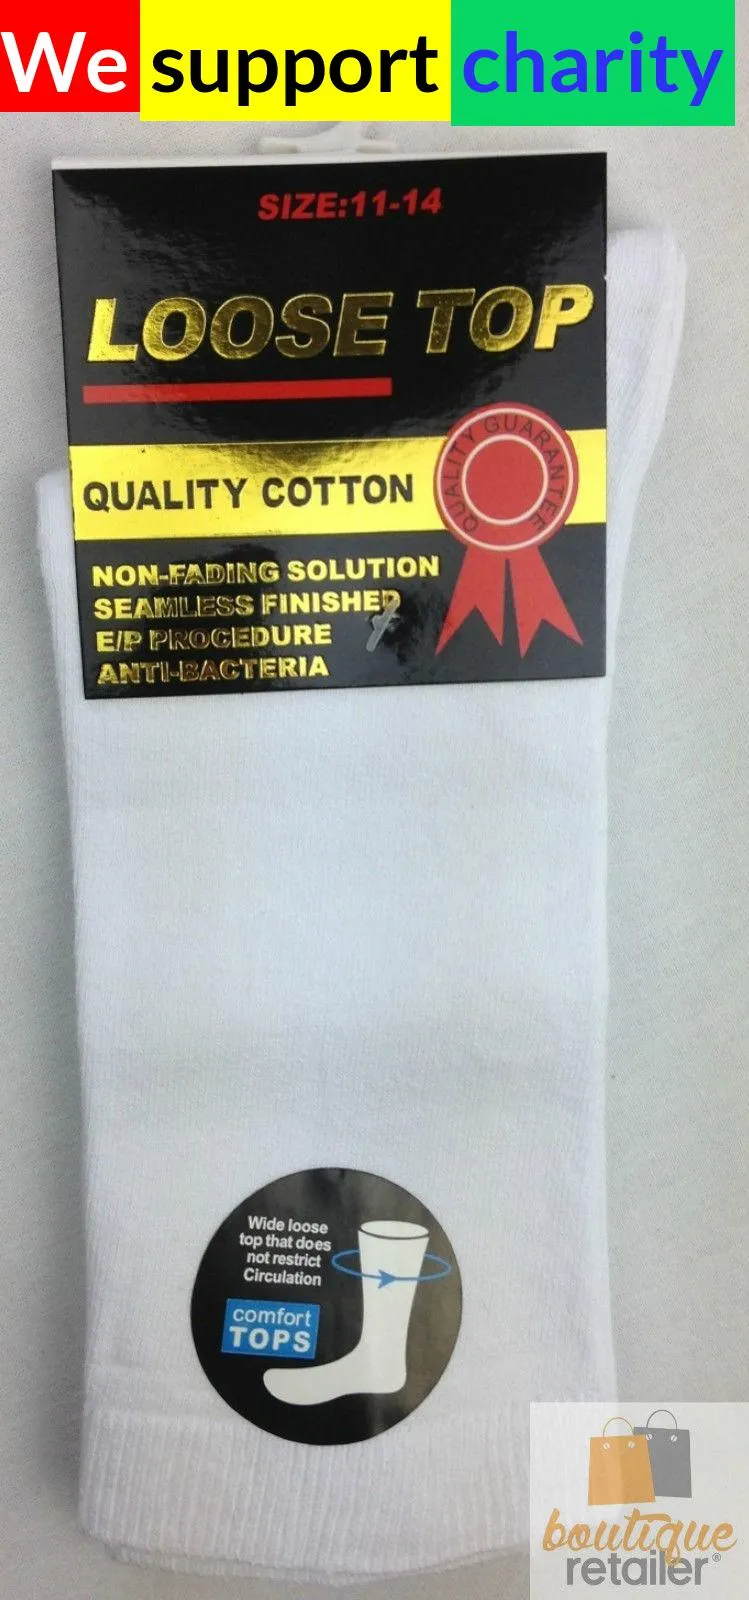 We support charity
SIZE:11-14
LOOSE TOP
QUALITY GUARANTEE
QUALITY COTTON
NON-FADING SOLUTION
SEAMLESS FINISHED
E/P PROCEDURE
ANTI-BACTERIA
Wide loose
top that does
not restrict
Circulation
comfort
TOPS
boutique
retailer®